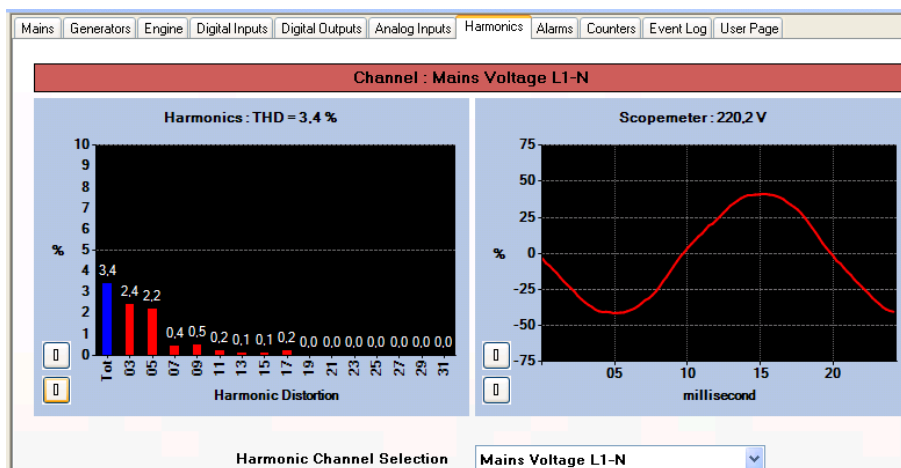 Mains Generators Engine Digital Inputs Digital Outputs Analog Inputs Harmonics Alarms Counters Event Log User Page
Channel : Mains Voltage L1-N
Harmonics : THD = 3,4 %
10
9
8
7
6
5
4
3
2
1
0
%
3,4 2,4 2,2 0,4 0,5 0,2 0,1 0,1 0,2 0,0 0,0 0,0 0,0 0,0 0,0 0,0
Tot 03 05 07 09 11 13 15 17 19 21 23 25 27 29 31
Harmonic Distortion
Scopemeter : 220,2 V
75
50
25
0
-25
-50
-75
%
05 10 15 20
millisecond
Harmonic Channel Selection Mains Voltage L1-N